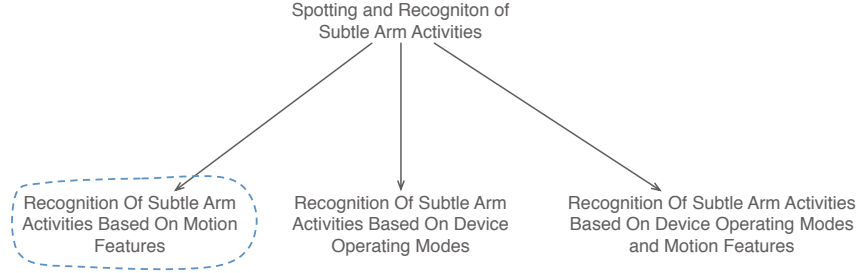 Spotting and Recogniton of
Subtle Arm Activities
Recognition Of Subtle Arm
Activities Based On Motion
Features
Recognition Of Subtle Arm
Activities Based On Device
Operating Modes
Recognition Of Subtle Arm Activities
Based On Device Operating Modes
and Motion Features